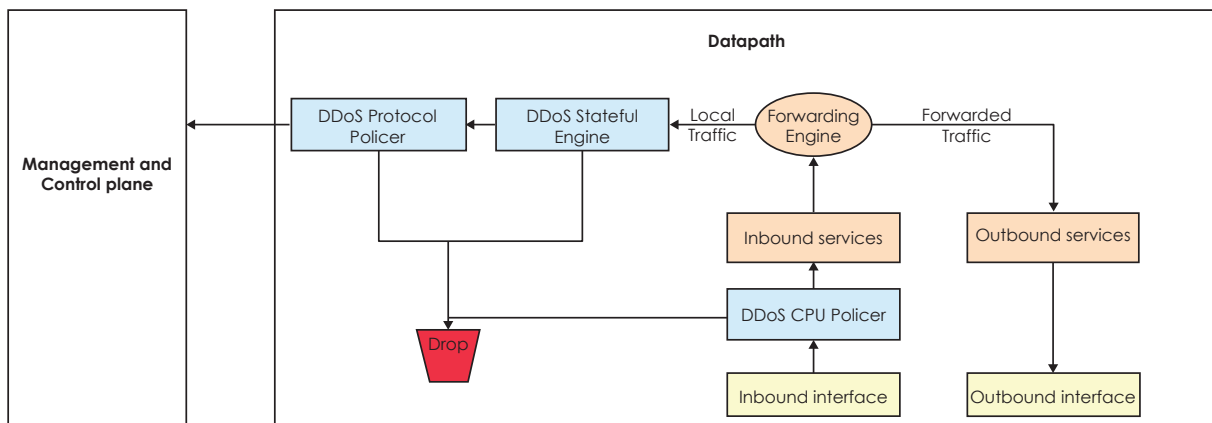 Datapath
Management and
Control plane
DDoS Protocol
Policer
DDoS Stateful
Engine
Local
Traffic
Forwarding
Engine
Forwarded
Traffic
Inbound services
Outbound services
DDoS CPU Policer
Drop
Inbound interface
Outbound interface